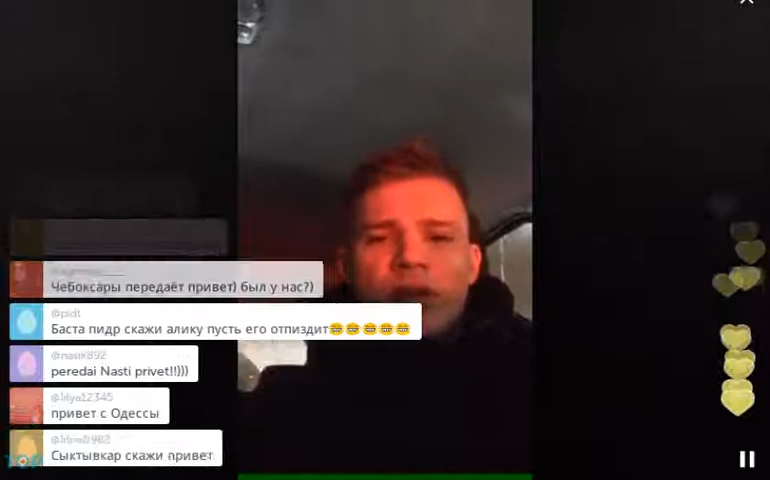 Чебоксары передаёт привет) был у нас?)
@pidt
Баста пидр скажи алику пусть его отпиздит😂😂😂😂😂
@nasix892
peredai Nasti privet!!)))
@lilya12345
привет с Одессы
Сыктывкар скажи привет